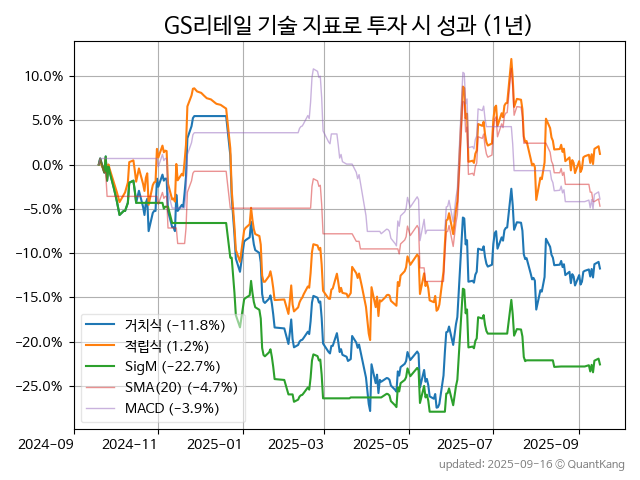 GS리테일 기술 지표로 투자 시 성과 (1년)
10.0%
5.0%
0.0%
−5.0%
−10.0%
−15.0%
−20.0%
−25.0%
거치식 (−11.8%)
적립식 (1.2%)
SigM (−22.7%)
SMA(20) (−4.7%)
MACD (−3.9%)
2024-09 2024-11 2025-01 2025-03 2025-05 2025-07 2025-09
updated: 2025-09-16 © QuantKang